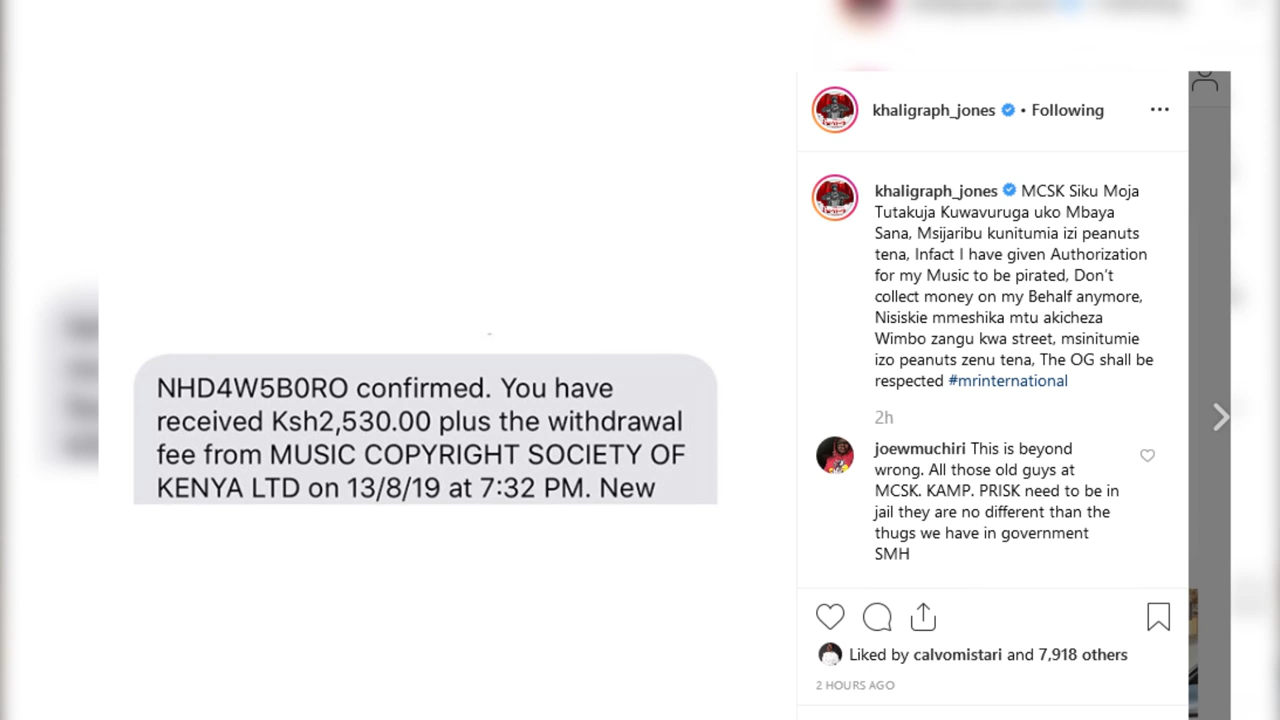 NHD4W5B0RO confirmed. You have
received Ksh2,530.00 plus the withdrawal
fee from MUSIC COPYRIGHT SOCIETY OF
KENYA LTD on 13/8/19 at 7:32 PM. New
khaligraph_jones • Following
khaligraph_jones MCSK Siku Moja
Tutakuja Kuwavuruga uko Mbaya
Sana, Msijaribu kunitumia izi peanuts
tena, Infact I have given Authorization
for my Music to be pirated, Don't
collect money on my Behalf anymore,
Nisiskie mmeshika mtu akicheza
Wimbo zangu kwa street, msinitumie
izo peanuts zenu tena, The OG shall be
respected #mrinternational
2h
joewmuchiri This is beyond
wrong. All those old guys at
MCSK. KAMP. PRISK need to be in
jail they are no different than the
thugs we have in government
SMH
Liked by calvomistari and 7,918 others
2 HOURS AGO